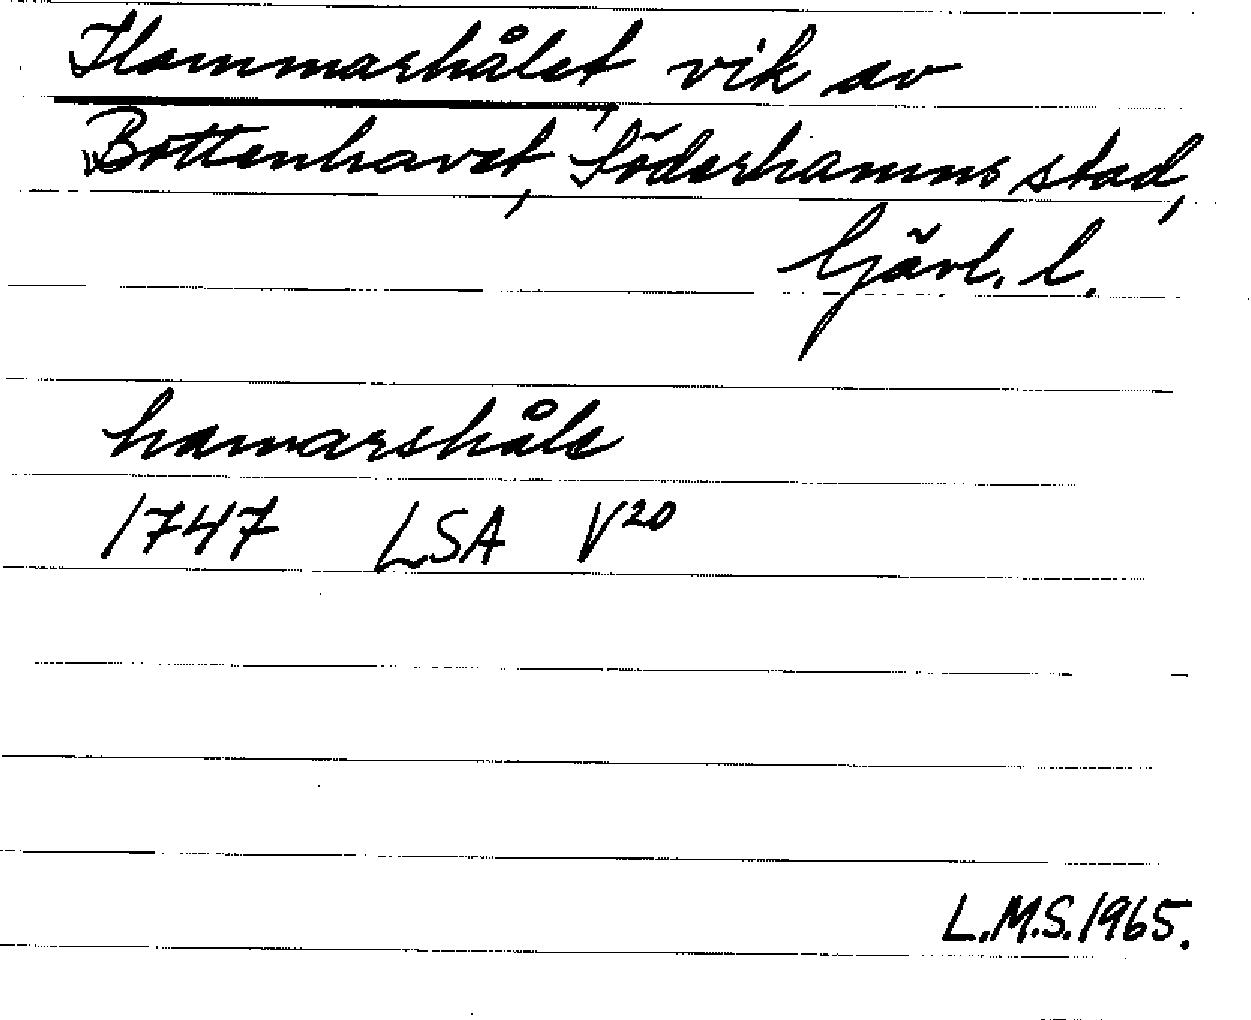 Hammarhålet, vik av
Bottenhavet, Söderhamns stad,
Gävl. l.
hamarshåle
1747 LSA V20
L.M.S. 1965.